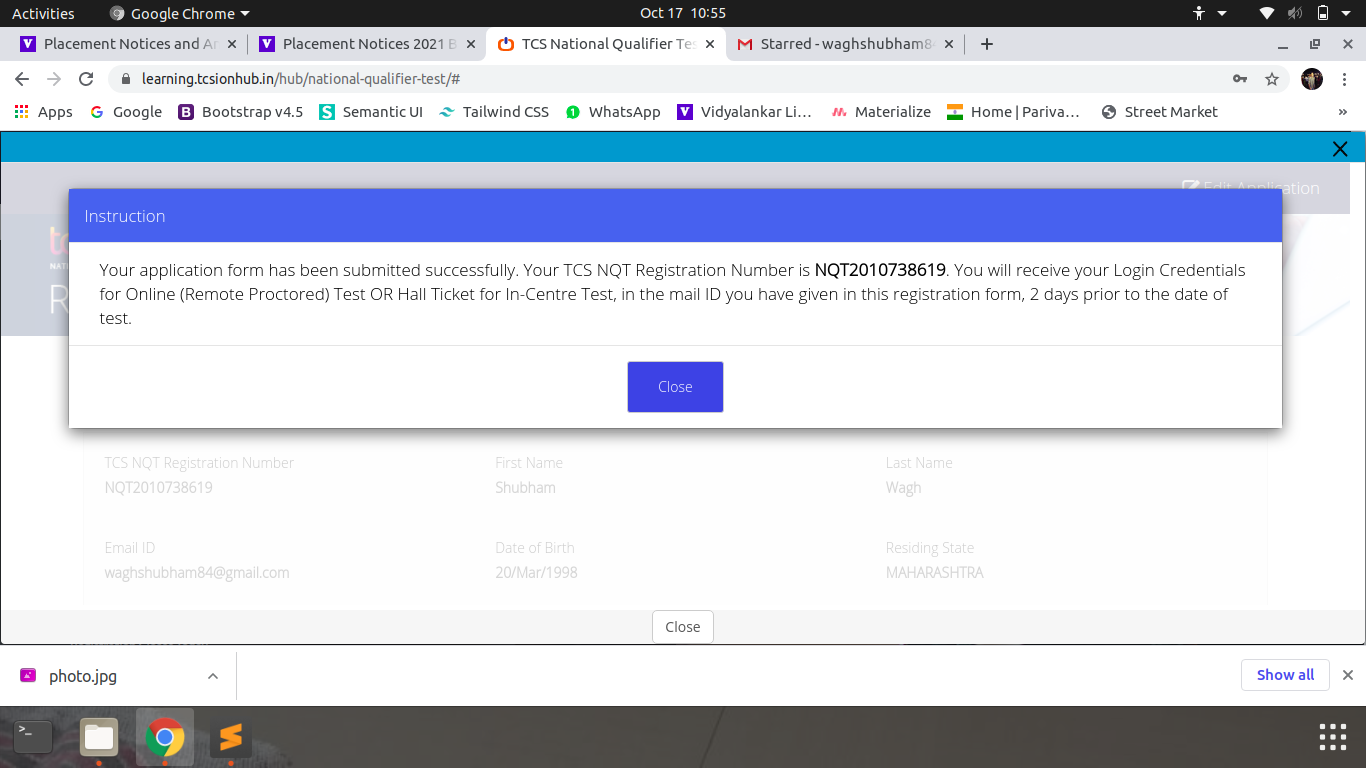 Activities Google Chrome Oct 17 10:55
Placement Notices and Ar Placement Notices 2021 B TCS National Qualifier Tes Starred - waghshubham84
learning.tcsionhub.in/hub/national-qualifier-test/#
Apps Google Bootstrap v4.5 Semantic UI Tailwind CSS WhatsApp Vidyalankar Li... Materialize Home | Pariva... Street Market »
Edit Application
Instruction
Your application form has been submitted successfully. Your TCS NQT Registration Number is NQT2010738619. You will receive your Login Credentials
for Online (Remote Proctored) Test OR Hall Ticket for In-Centre Test, in the mail ID you have given in this registration form, 2 days prior to the date of
test.
Close
TCS NQT Registration Number First Name Last Name
NQT2010738619 Shubham Wagh
Email ID Date of Birth Residing State
waghshubham84@gmail.com 20/Mar/1998 MAHARASHTRA
Close
photo.jpg Show all